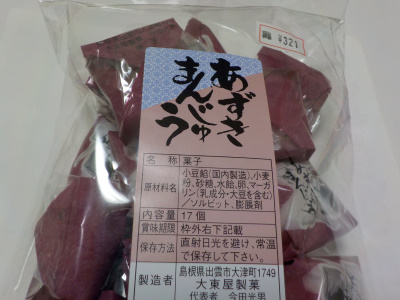 ¥321
あずき
まんじゅ
う
名 称 菓子
原材料名 小豆餡(国内製造)、小麦
粉、砂糖、水飴、卵、マーガ
リン(乳成分・大豆を含む)
/ソルビット、膨脹剤
内容量 17個
賞味期限 枠外右下記載
保存方法 直射日光を避け、常温
で保存して下さい。
製造者 島根県出雲市大津町1749
大東屋製菓
代表者 今田光男